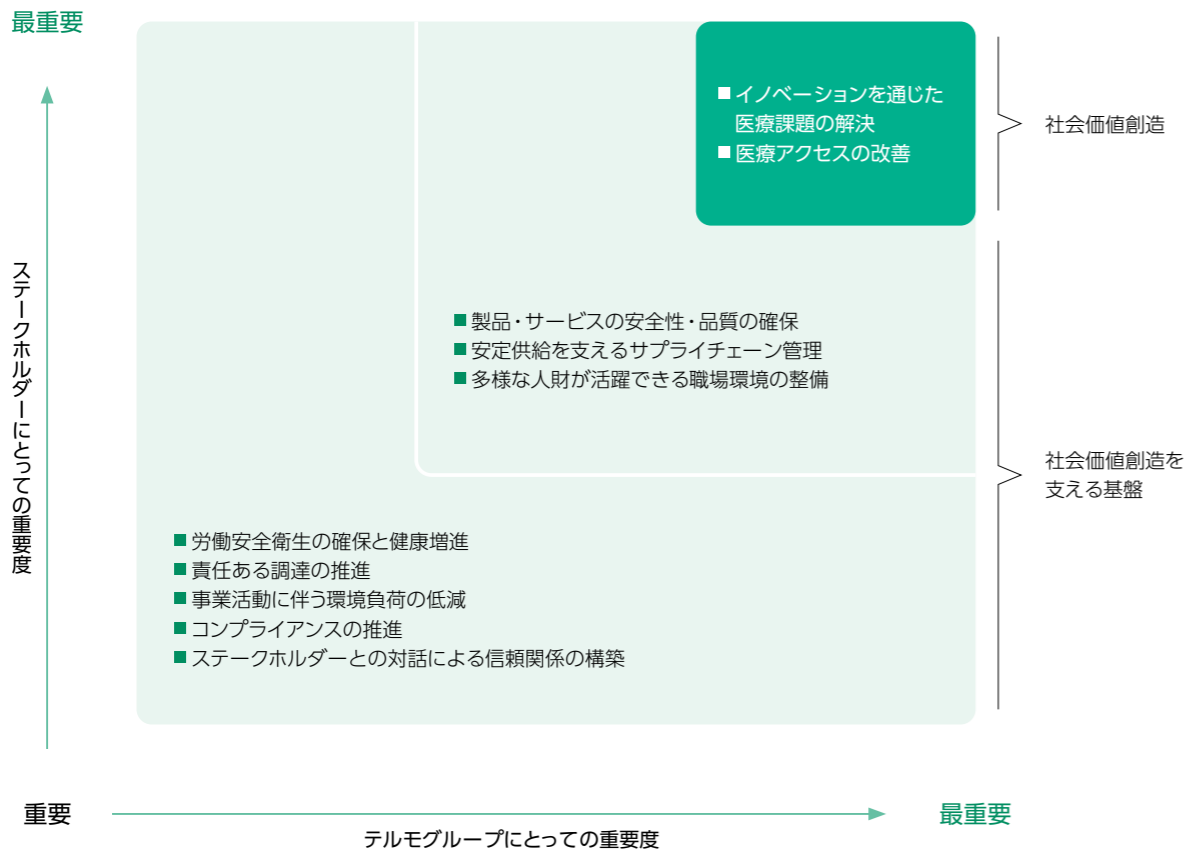 最重要
イノベーションを通じた
医療課題の解決
医療アクセスの改善
社会価値創造
ステークホルダーにとっての重要度
製品・サービスの安全性・品質の確保
安定供給を支えるサプライチェーン管理
多様な人財が活躍できる職場環境の整備
社会価値創造を
支える基盤
労働安全衛生の確保と健康増進
責任ある調達の推進
事業活動に伴う環境負荷の低減
コンプライアンスの推進
ステークホルダーとの対話による信頼関係の構築
重要
最重要
テルモグループにとっての重要度